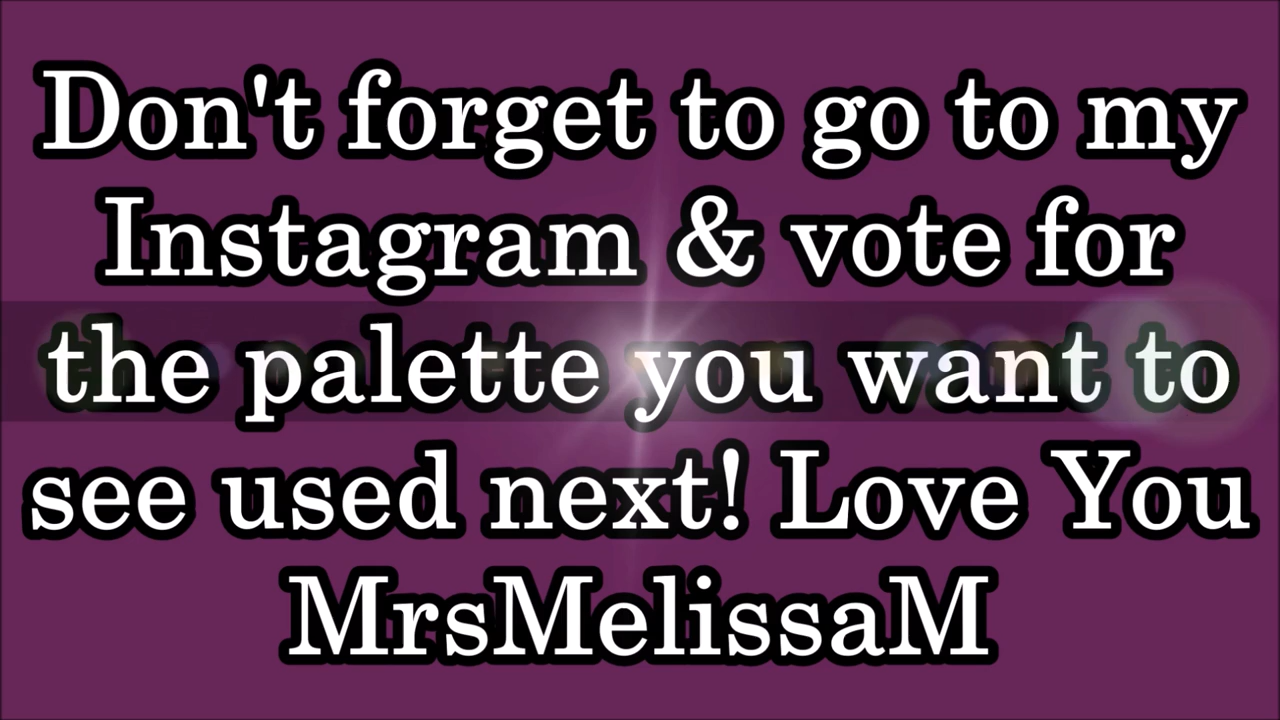 Don't forget to go to my
Instagram & vote for
the palette you want to
see used next! Love You
MrsMelissaM